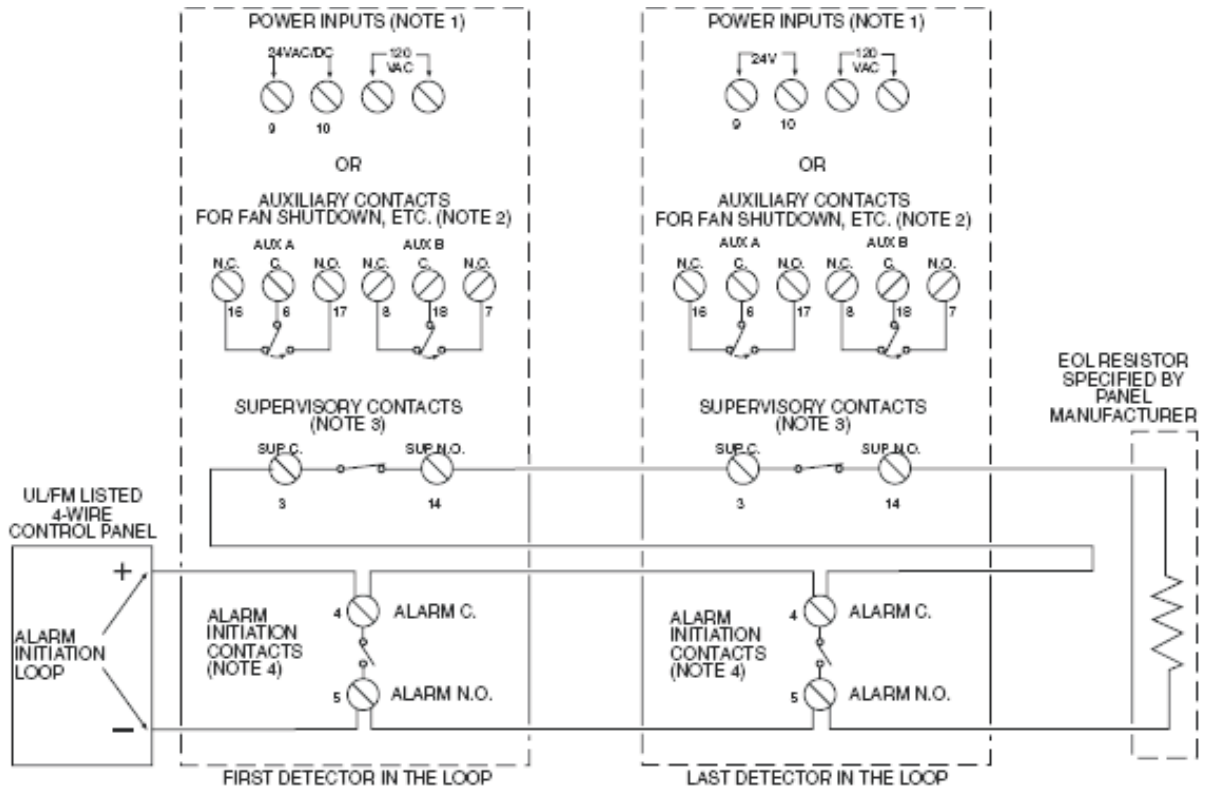 POWER INPUTS (NOTE 1)
24VAC/DC
120
VAC
9
10
OR
AUXILIARY CONTACTS
FOR FAN SHUTDOWN, ETC. (NOTE 2)
AUX A
AUX B
N.C.
C.
N.O.
N.C.
C.
N.O.
16
6
17
8
18
7
SUPERVISORY CONTACTS
(NOTE 3)
SUP.C.
SUP.N.O.
3
14
POWER INPUTS (NOTE 1)
24V
120
VAC
9
10
OR
AUXILIARY CONTACTS
FOR FAN SHUTDOWN, ETC. (NOTE 2)
AUX A
AUX B
N.C.
C.
N.O.
N.C.
C.
N.O.
16
6
17
8
18
7
SUPERVISORY CONTACTS
(NOTE 3)
SUP.C.
SUP.N.O.
3
14
EOL RESISTOR
SPECIFIED BY
PANEL
MANUFACTURER
UL/FM LISTED
4-WIRE
CONTROL PANEL
+
ALARM
INITIATION
LOOP
–
ALARM
INITIATION
CONTACTS
(NOTE 4)
4
ALARM C.
5
ALARM N.O.
ALARM
INITIATION
CONTACTS
(NOTE 4)
4
ALARM C.
5
ALARM N.O.
FIRST DETECTOR IN THE LOOP
LAST DETECTOR IN THE LOOP